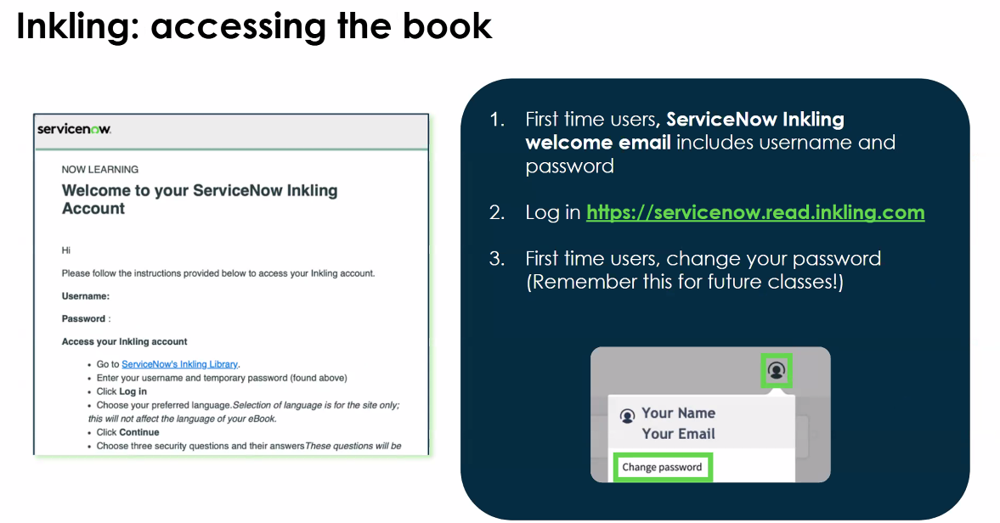 Inkling: accessing the book
servicenow.
NOW LEARNING
Welcome to your ServiceNow Inkling
Account
Hi
Please follow the instructions provided below to access your Inkling account.
Username:
Password :
Access your Inkling account
• Go to ServiceNow's Inkling Library.
• Enter your username and temporary password (found above)
• Click Log in
• Choose your preferred language.Selection of language is for the site only;
this will not affect the language of your eBook.
• Click Continue
• Choose three security questions and their answersThese questions will be
1. First time users, ServiceNow Inkling
welcome email includes username and
password
2. Log in https://servicenow.read.inkling.com
3. First time users, change your password
(Remember this for future classes!)
Your Name
Your Email
Change password